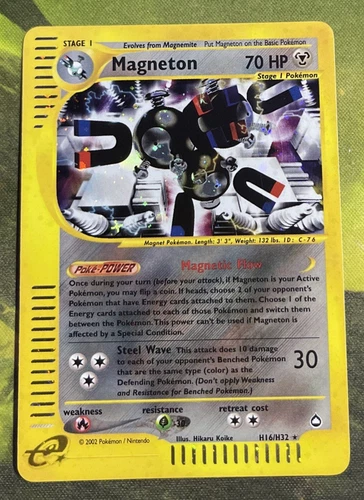 STAGE 1 Evolves from Magnemite Put Magneton on the Basic Pokémon
Magneton 70 HP
Stage 1 Pokémon
Magnet Pokémon. Length: 3' 3", Weight: 132 lbs. ID: C-76
Poké-POWER Magnetic Flow
Once during your turn (before your attack), if Magneton is your Active
Pokémon, you may flip a coin. If heads, choose 2 of your opponent's
Pokémon that have Energy cards attached to them. Choose 1 of the
Energy cards attached to each of those Pokémon and switch them
between the Pokémon. This power can't be used if Magneton is
affected by a Special Condition.
Steel Wave This attack does 10 damage
to each of your opponent's Benched Pokémon
that are the same type (color) as the
Defending Pokémon. (Don't apply Weakness
and Resistance for Benched Pokémon.)
30
weakness resistance retreat cost
-30
e
© 2002 Pokémon / Nintendo Illus. Hikaru Koike H16/H32 ★